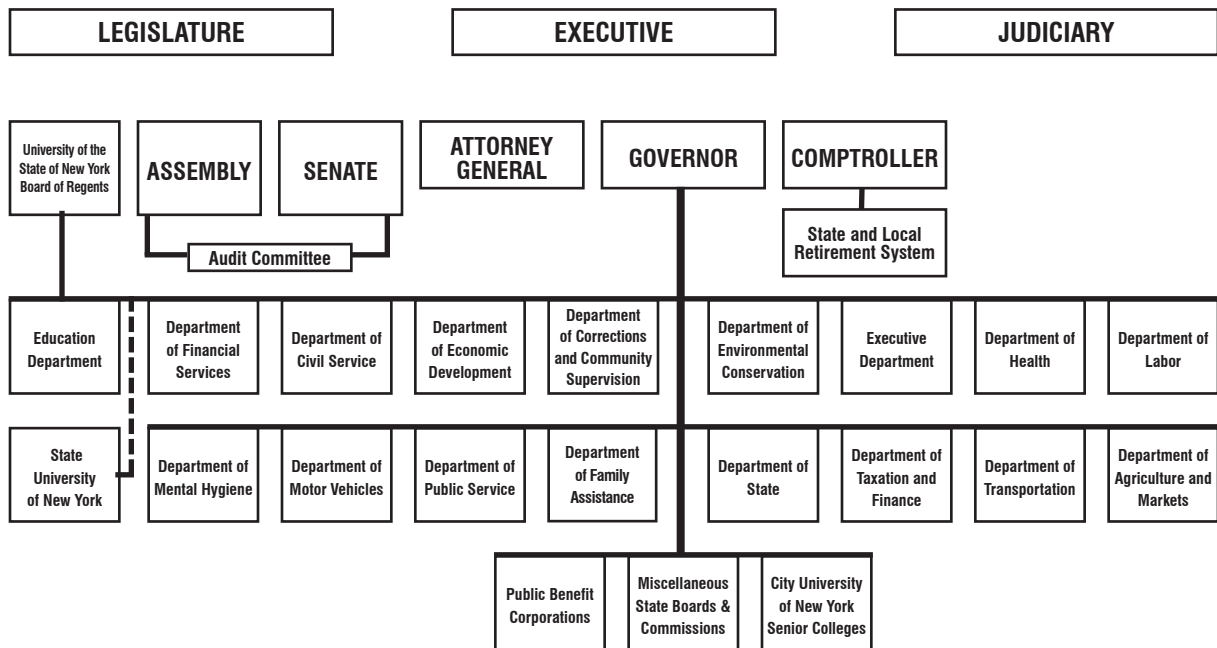 LEGISLATURE
EXECUTIVE
JUDICIARY
University of the
State of New York
Board of Regents
ASSEMBLY
SENATE
ATTORNEY
GENERAL
GOVERNOR
COMPTROLLER
Audit Committee
State and Local
Retirement System
Education
Department
Department
of Financial
Services
Department of
Civil Service
Department
of Economic
Development
Department
of Corrections
and Community
Supervision
Department of
Environmental
Conservation
Executive
Department
Department of
Health
Department of
Labor
State
University
of New York
Department of
Mental Hygiene
Department of
Motor Vehicles
Department of
Public Service
Department
of Family
Assistance
Department of
State
Department of
Taxation and
Finance
Department of
Transportation
Department of
Agriculture and
Markets
Public Benefit
Corporations
Miscellaneous
State Boards &
Commissions
City University
of New York
Senior Colleges